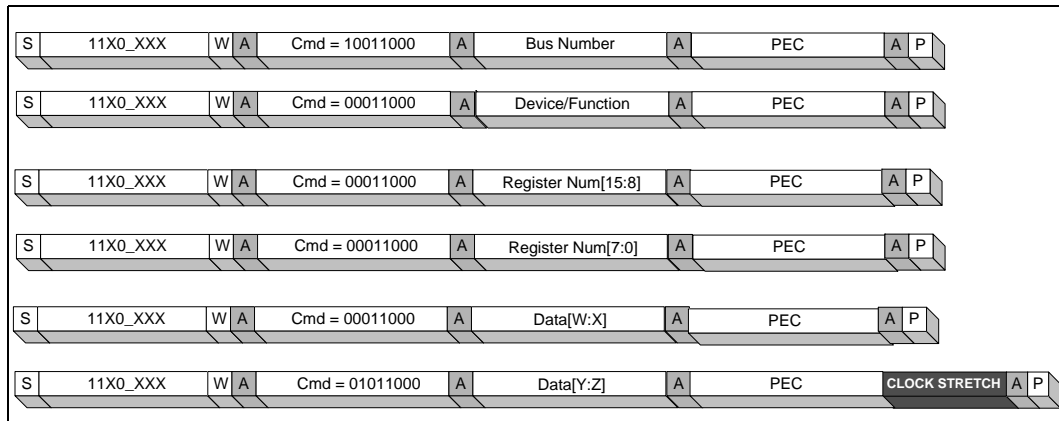 S 11X0_XXX W A Cmd = 10011000 A Bus Number A PEC A P
S 11X0_XXX W A Cmd = 00011000 A Device/Function A PEC A P
S 11X0_XXX W A Cmd = 00011000 A Register Num[15:8] A PEC A P
S 11X0_XXX W A Cmd = 00011000 A Register Num[7:0] A PEC A P
S 11X0_XXX W A Cmd = 00011000 A Data[W:X] A PEC A P
S 11X0_XXX W A Cmd = 01011000 A Data[Y:Z] A PEC CLOCK STRETCH A P